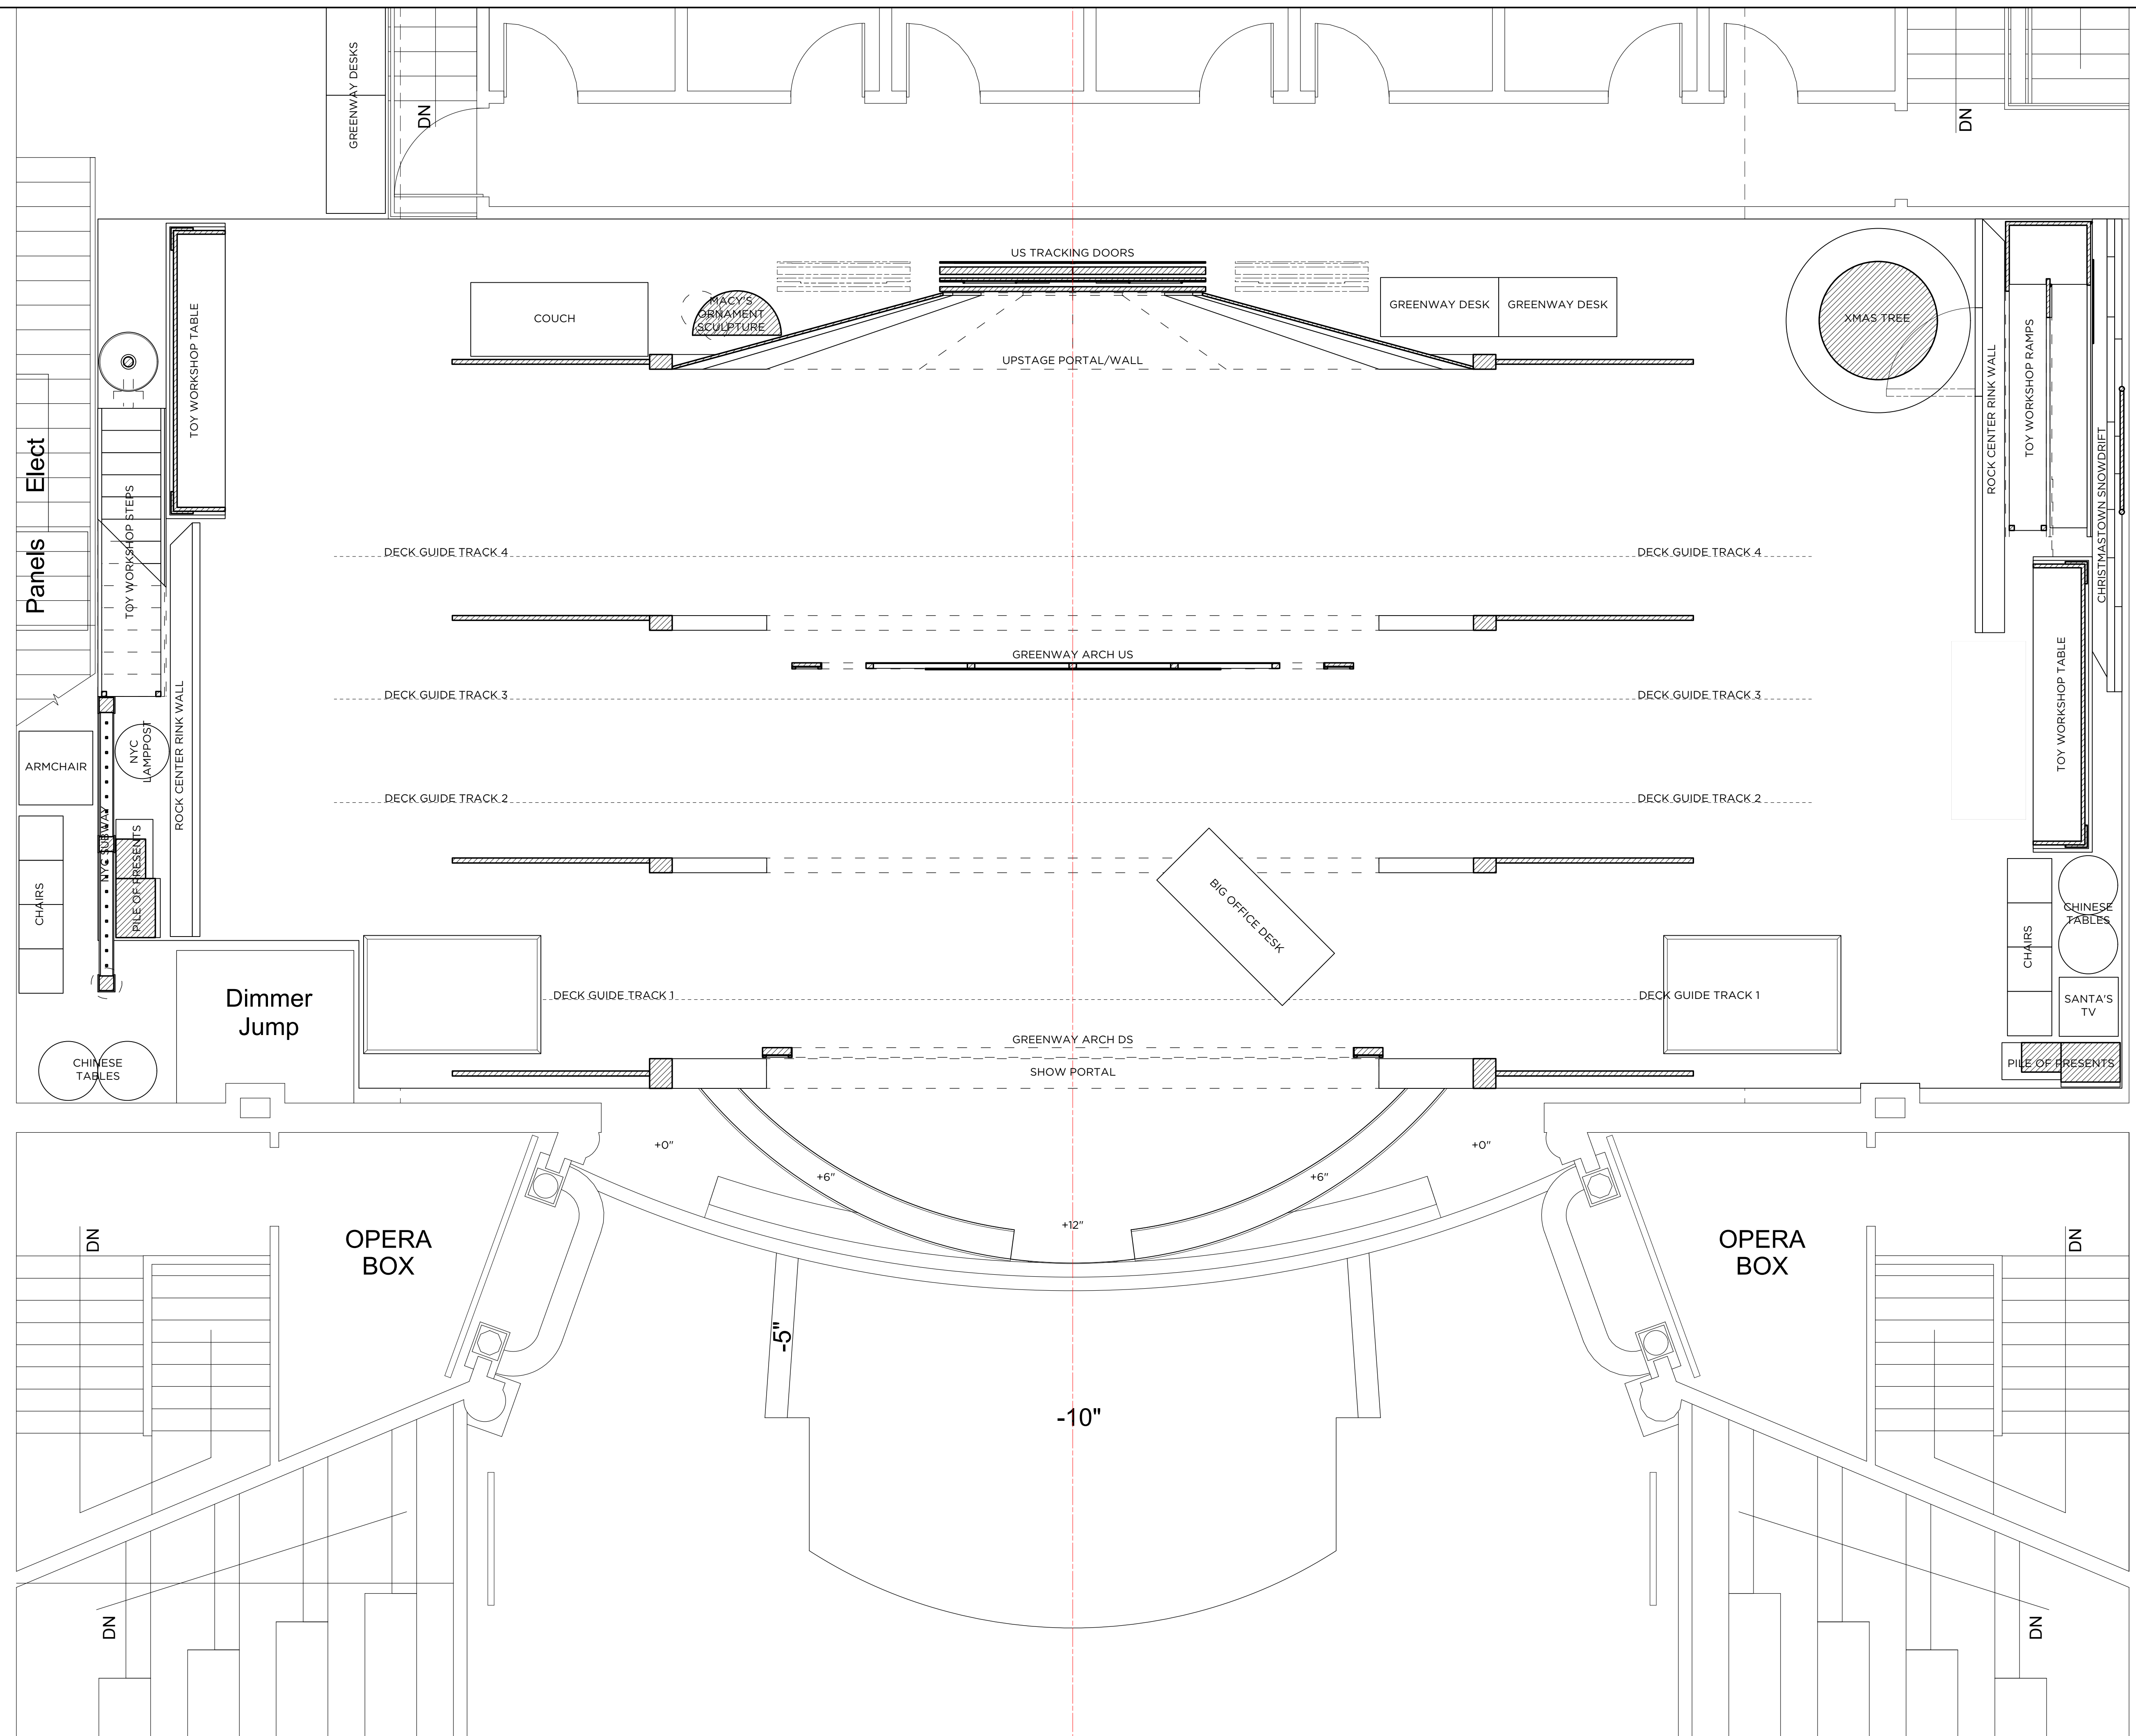 GREENWAY DESKS
DN
DN
US TRACKING DOORS
COUCH
MACY'S
ORNAMENT
SCULPTURE
GREENWAY DESK
GREENWAY DESK
XMAS TREE
UPSTAGE PORTAL/WALL
TOY WORKSHOP TABLE
ROCK CENTER RINK WALL
TOY WORKSHOP RAMPS
CHRISTMASTOWN SNOWDRIFT
Panels
Elect
TOY WORKSHOP STEPS
DECK GUIDE TRACK 4
DECK GUIDE TRACK 4
GREENWAY ARCH US
DECK GUIDE TRACK 3
DECK GUIDE TRACK 3
ARMCHAIR
NYC
LAMPPOST
ROCK CENTER RINK WALL
TOY WORKSHOP TABLE
DECK GUIDE TRACK 2
DECK GUIDE TRACK 2
NYC SUBWAY
PILE OF PRESENTS
CHAIRS
BIG OFFICE DESK
CHINESE
TABLES
CHAIRS
DECK GUIDE TRACK 1
DECK GUIDE TRACK 1
SANTA'S
TV
Dimmer
Jump
GREENWAY ARCH DS
CHINESE
TABLES
SHOW PORTAL
PILE OF PRESENTS
+0"
+0"
+6"
+6"
+12"
DN
OPERA
BOX
OPERA
BOX
DN
-5"
-10"
DN
DN